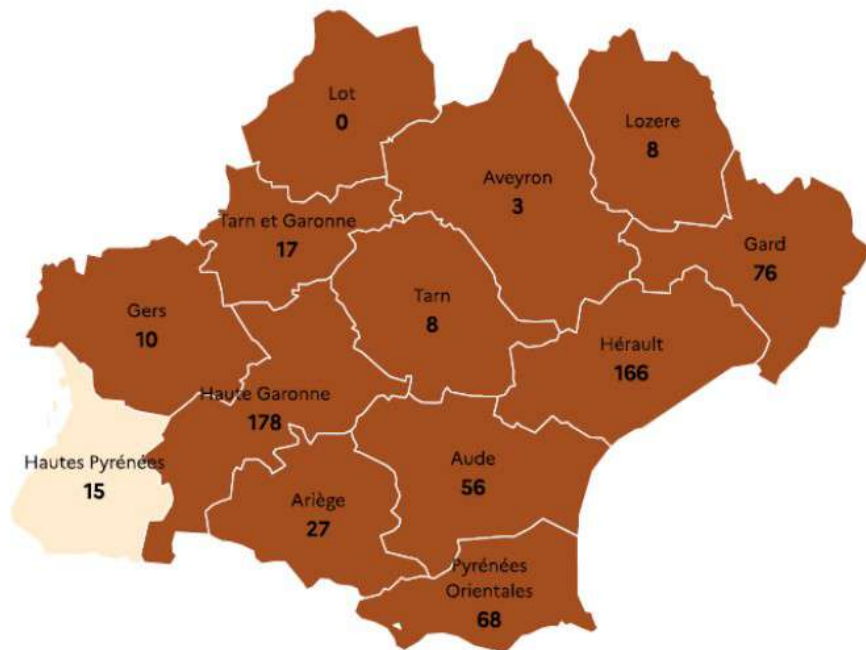 Lot
0
Lozere
8
Aveyron
3
Tarn et Garonne
17
Gard
76
Tarn
8
Gers
10
Hérault
166
Haute Garonne
178
Hautes Pyrénées
15
Aude
56
Ariège
27
Pyrénées
Orientales
68